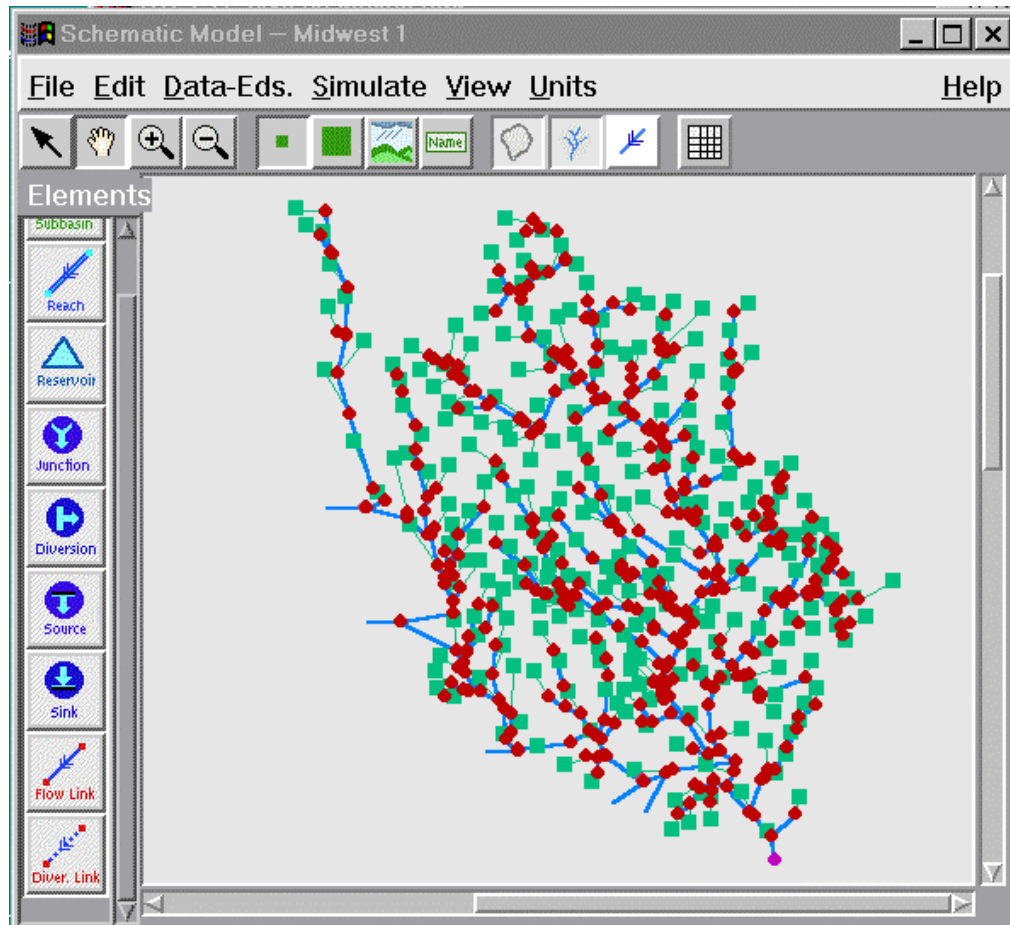 Schematic Model — Midwest 1
File Edit Data-Eds. Simulate View Units Help
Name
Elements
Subbasin
Reach
Reservoir
Junction
Diversion
Source
Sink
Flow Link
Diver. Link